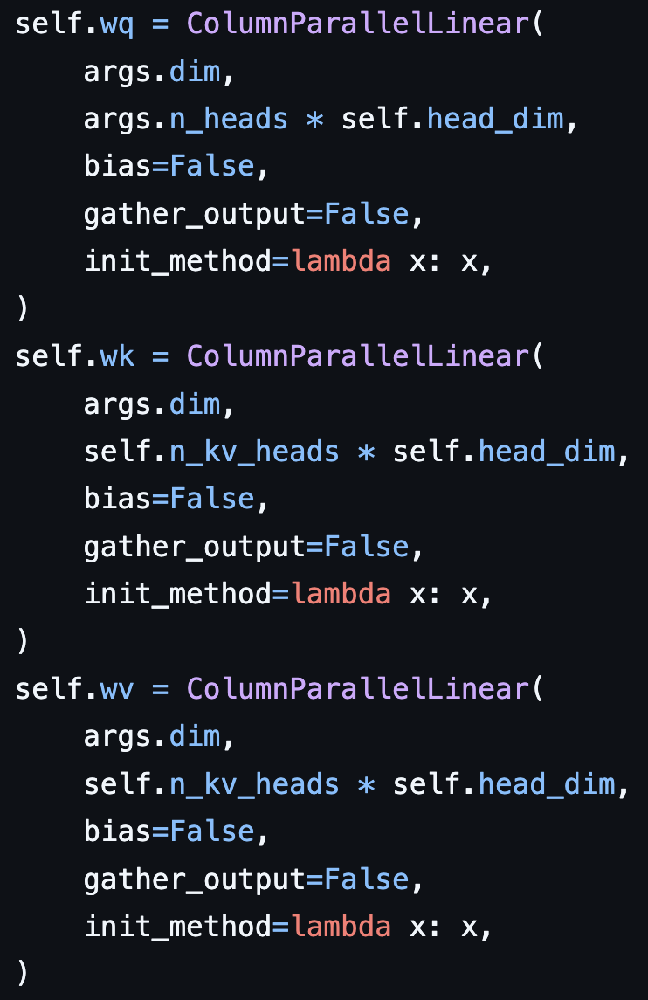 self.wq = ColumnParallelLinear(
    args.dim,
    args.n_heads * self.head_dim,
    bias=False,
    gather_output=False,
    init_method=lambda x: x,
)
self.wk = ColumnParallelLinear(
    args.dim,
    self.n_kv_heads * self.head_dim,
    bias=False,
    gather_output=False,
    init_method=lambda x: x,
)
self.wv = ColumnParallelLinear(
    args.dim,
    self.n_kv_heads * self.head_dim,
    bias=False,
    gather_output=False,
    init_method=lambda x: x,
)